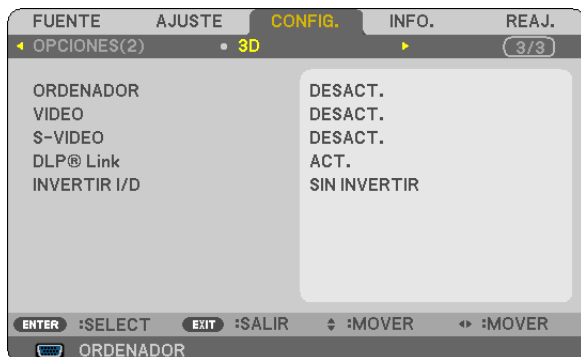 FUENTE AJUSTE CONFIG. INFO. REAJ.
OPCIONES(2) 3D 3/3
ORDENADOR DESACT.
VIDEO DESACT.
S-VIDEO DESACT.
DLP® Link ACT.
INVERTIR I/D SIN INVERTIR
ENTER :SELECT EXIT :SALIR :MOVER :MOVER
ORDENADOR